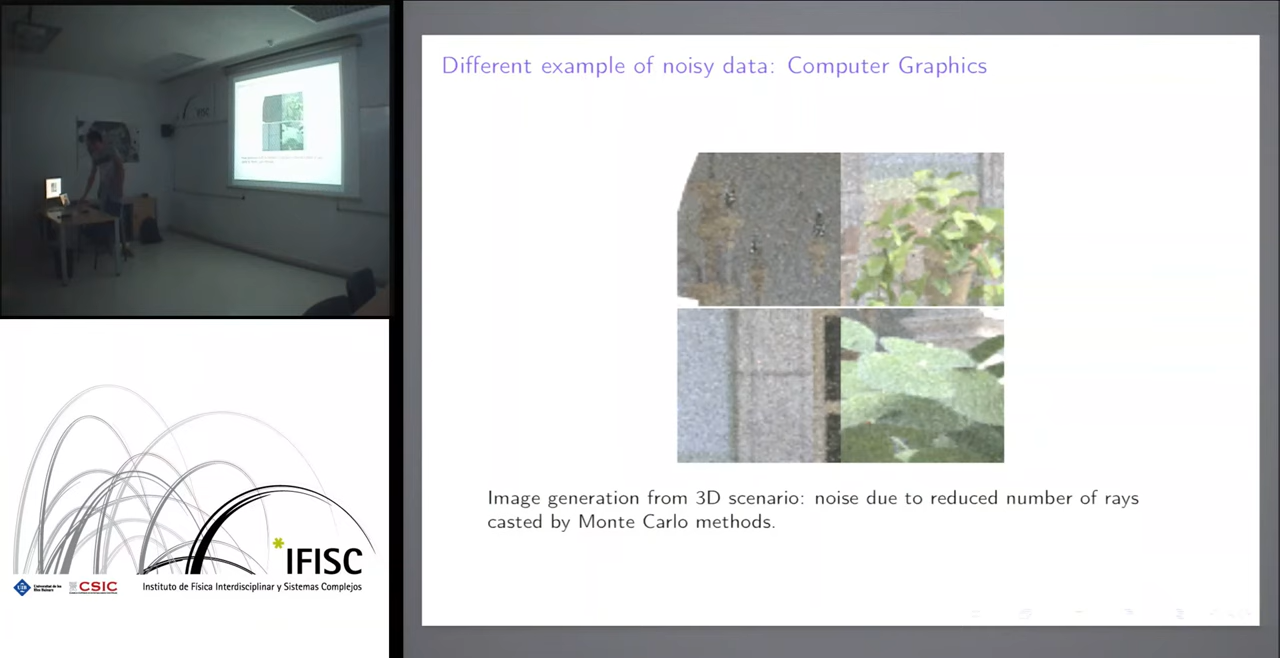 Different example of noisy data: Computer Graphics
Image generation from 3D scenario: noise due to reduced number of rays
casted by Monte Carlo methods.
IFISC
CSIC
Instituto de Física Interdisciplinar y Sistemas Complejos